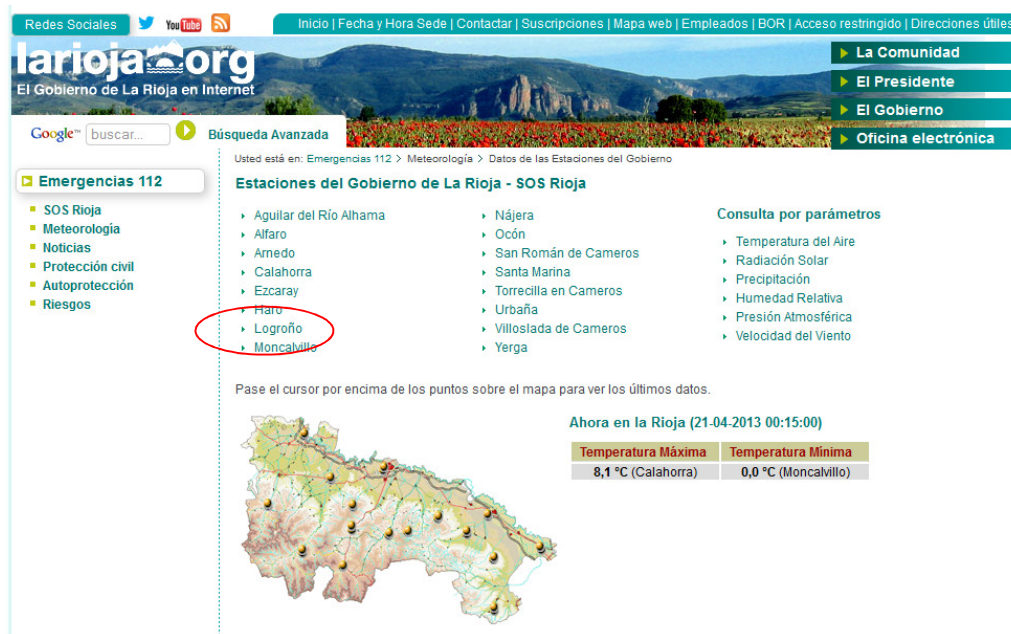 Redes Sociales
You Tube
Inicio | Fecha y Hora Sede | Contactar | Suscripciones | Mapa web | Empleados | BOR | Acceso restringido | Direcciones útiles
larioja.org
El Gobierno de La Rioja en Internet
La Comunidad
El Presidente
El Gobierno
Oficina electrónica
Google™ buscar... Búsqueda Avanzada
Usted está en: Emergencias 112 > Meteorología > Datos de las Estaciones del Gobierno
Emergencias 112
SOS Rioja
Meteorología
Noticias
Protección civil
Autoprotección
Riesgos
Estaciones del Gobierno de La Rioja - SOS Rioja
Aguilar del Río Alhama
Alfaro
Arnedo
Calahorra
Ezcaray
Haro
Logroño
Moncalvillo
Nájera
Ocón
San Román de Cameros
Santa Marina
Torrecilla en Cameros
Urbaña
Villoslada de Cameros
Yerga
Consulta por parámetros
Temperatura del Aire
Radiación Solar
Precipitación
Humedad Relativa
Presión Atmosférica
Velocidad del Viento
Pase el cursor por encima de los puntos sobre el mapa para ver los últimos datos.
Ahora en la Rioja (21-04-2013 00:15:00)
Temperatura Máxima Temperatura Mínima
8,1 °C (Calahorra) 0,0 °C (Moncalvillo)